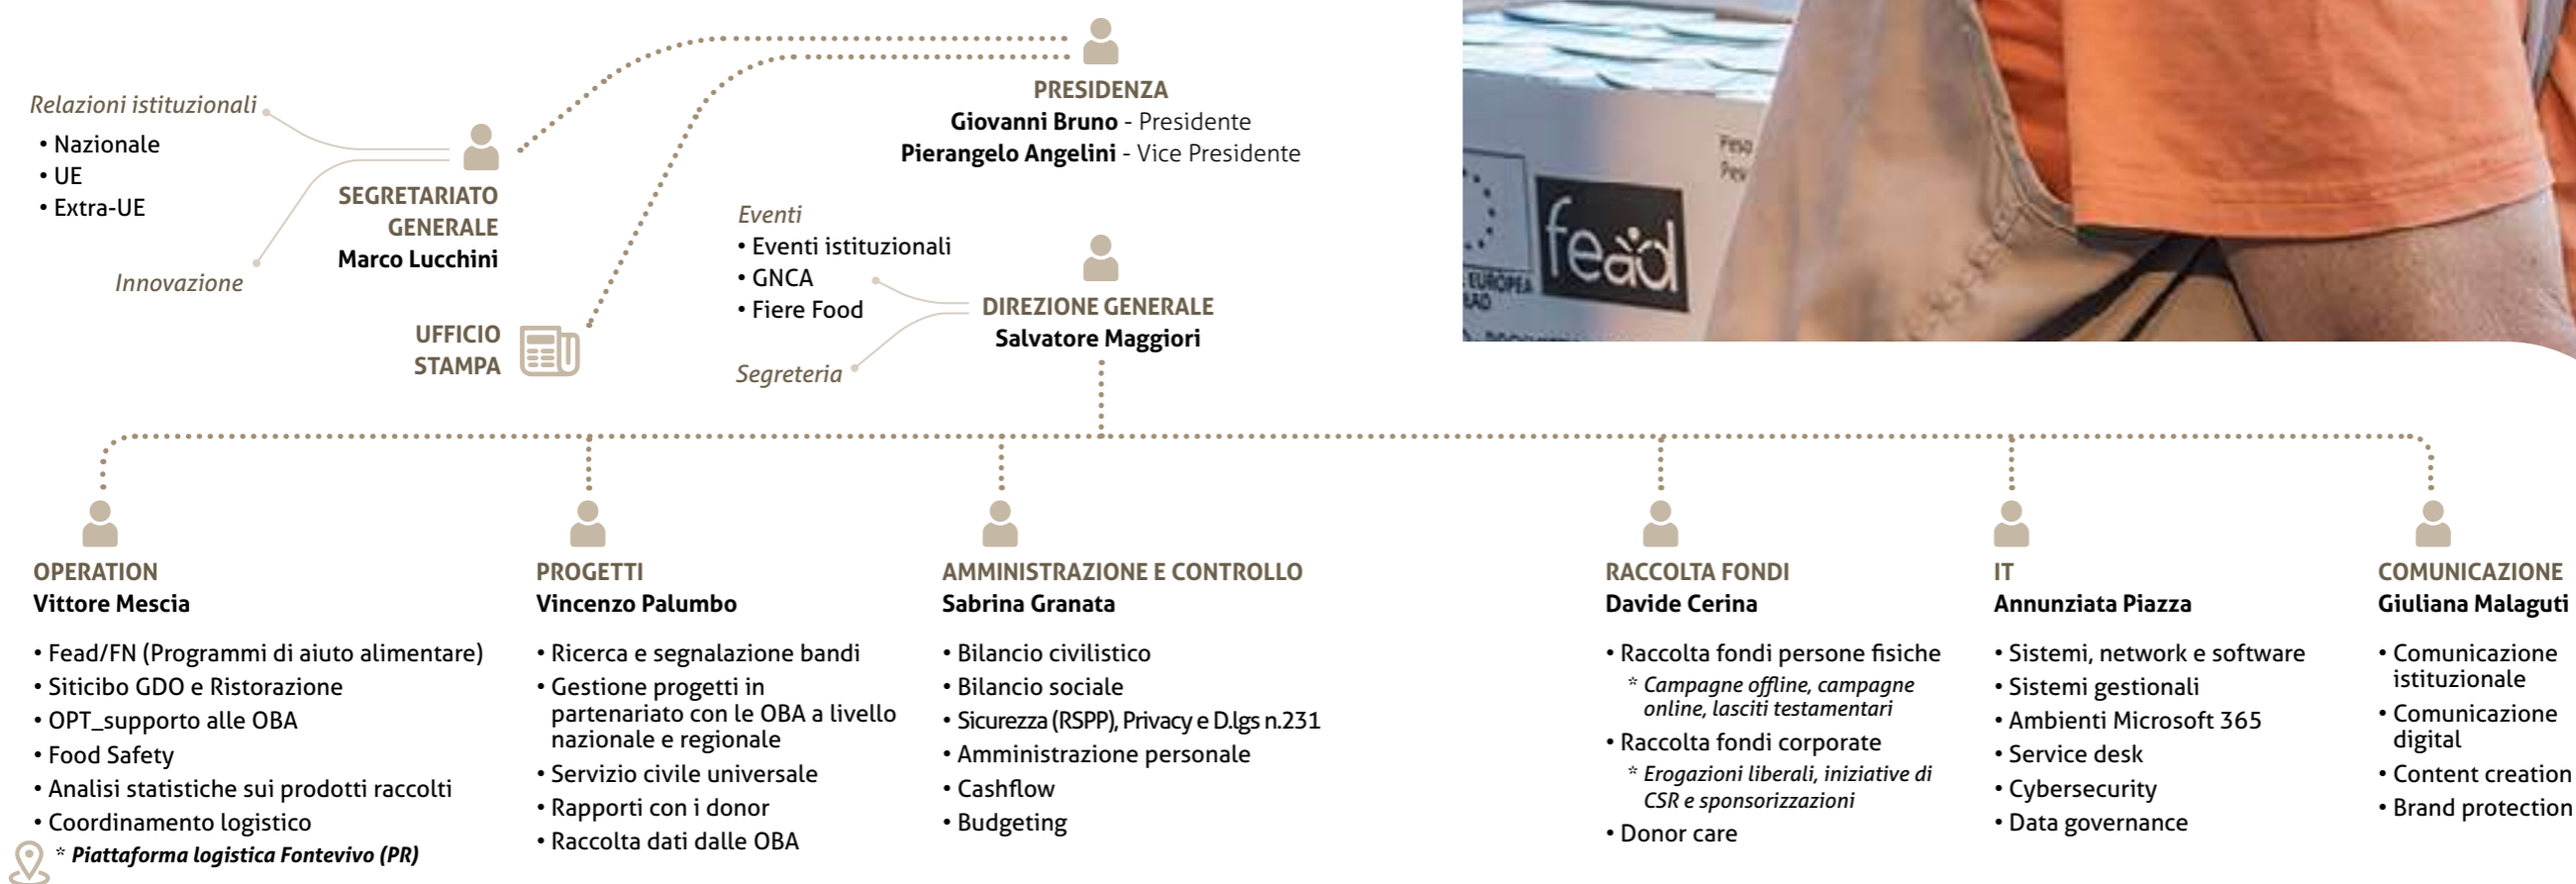 PRESIDENZA
Giovanni Bruno - Presidente
Pierangelo Angelini - Vice Presidente
Relazioni istituzionali
• Nazionale
• UE
• Extra-UE
SEGRETARIATO
GENERALE
Marco Lucchini
Innovazione
UFFICIO
STAMPA
Eventi
• Eventi istituzionali
• GNCA
• Fiere Food
DIREZIONE GENERALE
Salvatore Maggiori
Segreteria
Peso
EUROPEA
fead
OPERATION
Vittore Mescia
• Fead/FN (Programmi di aiuto alimentare)
• Siticibo GDO e Ristorazione
• OPT_supporto alle OBA
• Food Safety
• Analisi statistiche sui prodotti raccolti
• Coordinamento logistico
* Piattaforma logistica Fontevivo (PR)
PROGETTI
Vincenzo Palumbo
• Ricerca e segnalazione bandi
• Gestione progetti in
partenariato con le OBA a livello
nazionale e regionale
• Servizio civile universale
• Rapporti con i donor
• Raccolta dati dalle OBA
AMMINISTRAZIONE E CONTROLLO
Sabrina Granata
• Bilancio civilistico
• Bilancio sociale
• Sicurezza (RSPP), Privacy e D.lgs n.231
• Amministrazione personale
• Cashflow
• Budgeting
RACCOLTA FONDI
Davide Cerina
• Raccolta fondi persone fisiche
* Campagne offline, campagne
online, lasciti testamentari
• Raccolta fondi corporate
* Erogazioni liberali, iniziative di
CSR e sponsorizzazioni
• Donor care
IT
Annunziata Piazza
• Sistemi, network e software
• Sistemi gestionali
• Ambienti Microsoft 365
• Service desk
• Cybersecurity
• Data governance
COMUNICAZIONE
Giuliana Malaguti
• Comunicazione
istituzionale
• Comunicazione
digital
• Content creation
• Brand protection